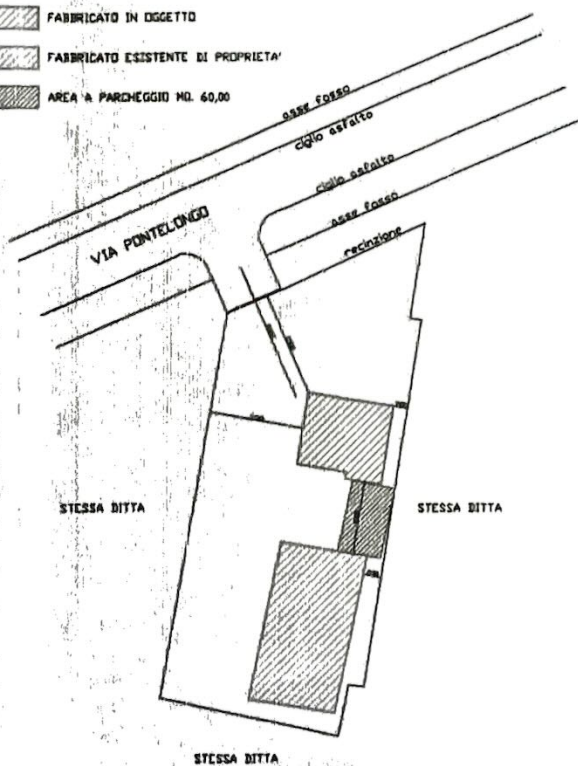 FABBRICATO IN OGGETTO
FABBRICATO ESISTENTE DI PROPRIETA'
AREA A PARCHEGGIO MQ. 60,00
asse fosso
ciglio asfalto
ciglio asfalto
VIA PONTELONGO
asse fosso
recinzione
STESSA DITTA
STESSA DITTA
STESSA DITTA